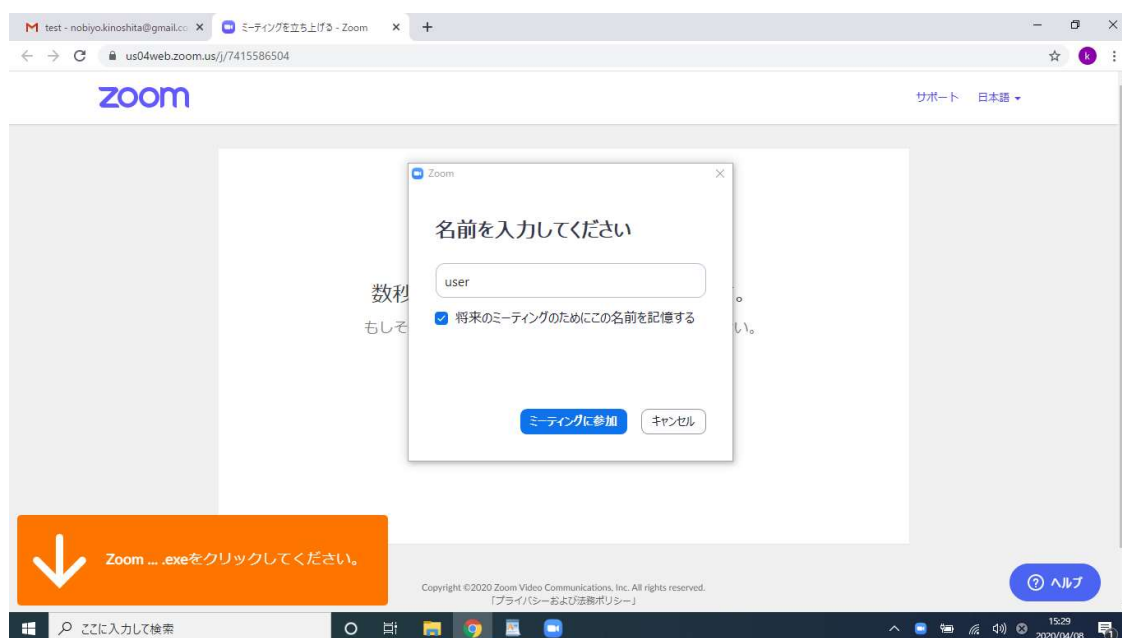 test - nobiyo.kinoshita@gmail.co
ミーティングを立ち上げる - Zoom
us04web.zoom.us/j/7415586504
k
zoom
サポート 日本語
Zoom
名前を入力してください
user
数秒
。
将来のミーティングのためにこの名前を記憶する
もしそ
い。
ミーティングに参加 キャンセル
Zoom ... .exeをクリックしてください。
Copyright ©2020 Zoom Video Communications, Inc. All rights reserved.
「プライバシーおよび法務ポリシー」
ヘルプ
ここに入力して検索
15:29
2020/04/08